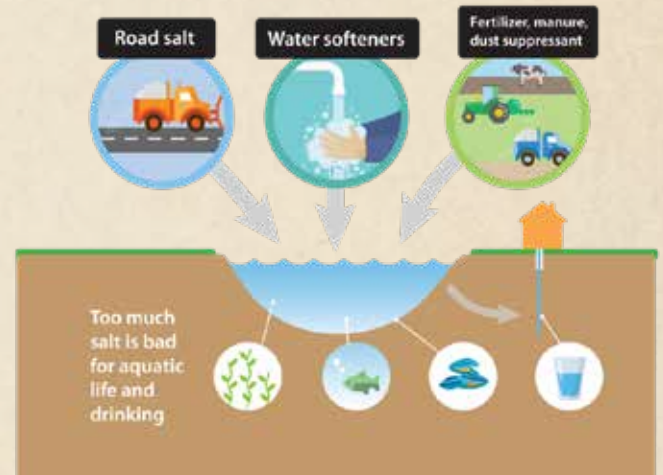 Road salt
Water softeners
Fertilizer, manure,
dust suppressant
Too much
salt is bad
for aquatic
life and
drinking